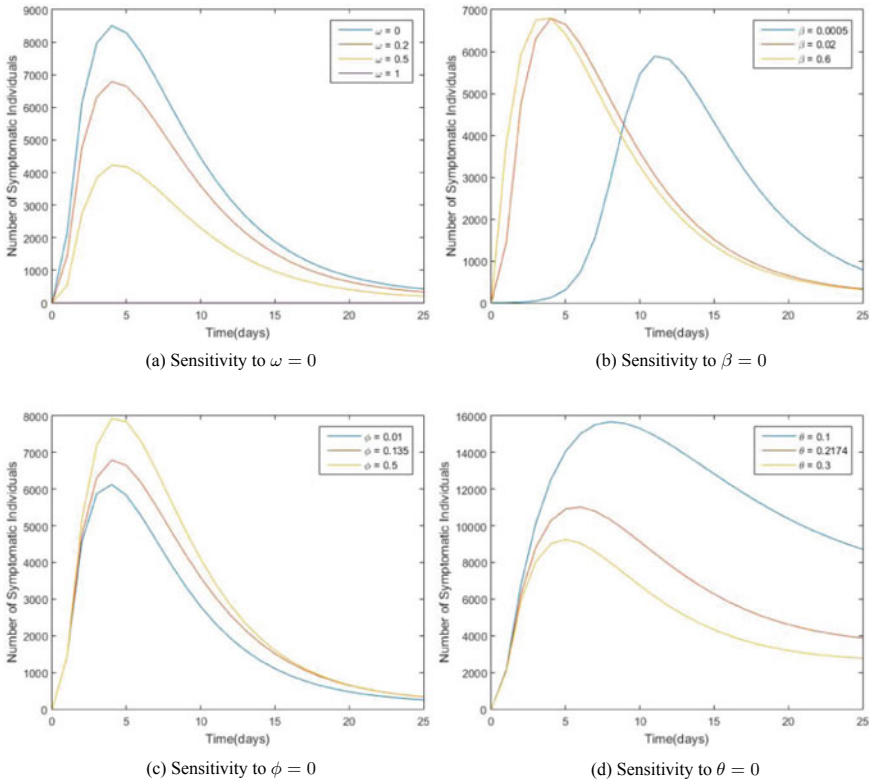 9000
8000
7000
6000
5000
4000
3000
2000
1000
0
Number of Symptomatic Individuals
ω = 0
ω = 0.2
ω = 0.5
ω = 1
0 5 10 15 20 25
Time(days)
(a) Sensitivity to ω = 0
7000
6000
5000
4000
3000
2000
1000
0
Number of Symptomatic Individuals
β = 0.0005
β = 0.02
β = 0.6
0 5 10 15 20 25
Time(days)
(b) Sensitivity to β = 0
8000
7000
6000
5000
4000
3000
2000
1000
0
Number of Symptomatic Individuals
ϕ = 0.01
ϕ = 0.135
ϕ = 0.5
0 5 10 15 20 25
Time(days)
(c) Sensitivity to ϕ = 0
16000
14000
12000
10000
8000
6000
4000
2000
0
Number of Symptomatic Individuals
θ = 0.1
θ = 0.2174
θ = 0.3
0 5 10 15 20 25
Time(days)
(d) Sensitivity to θ = 0